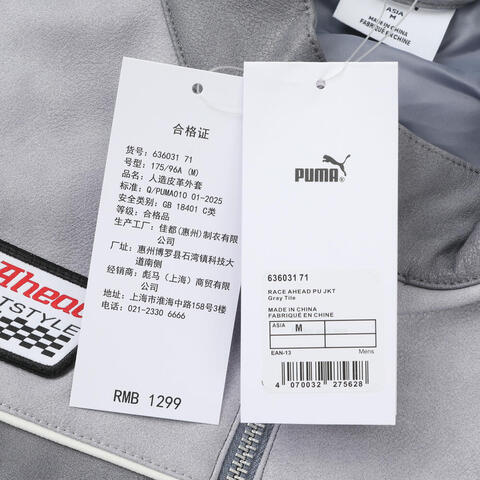 ASIA
M
MADE IN CHINA
FABRIQUÉ EN CHINE
合格证
货号: 636031 71
号型: 175/96A (M)
品名: 人造皮革外套
标准: Q/PUMA010 01-2025
安全类别: GB 18401 C类
等级: 合格品
生产工厂: 佳都(惠州)制衣有限
公司
厂址: 惠州博罗县石湾镇科技大
道南侧
经销商: 彪马(上海)商贸有限
公司
地址: 上海市淮海中路158号3楼
电话: 021-2330 6666
RMB 1299
PUMA
636031 71
RACE AHEAD PU JKT
Gray Tile
MADE IN CHINA
FABRIQUÉ EN CHINE
ASIA
M
EAN-13
Mens
4 070032 275628
Ahead
TSTYLE